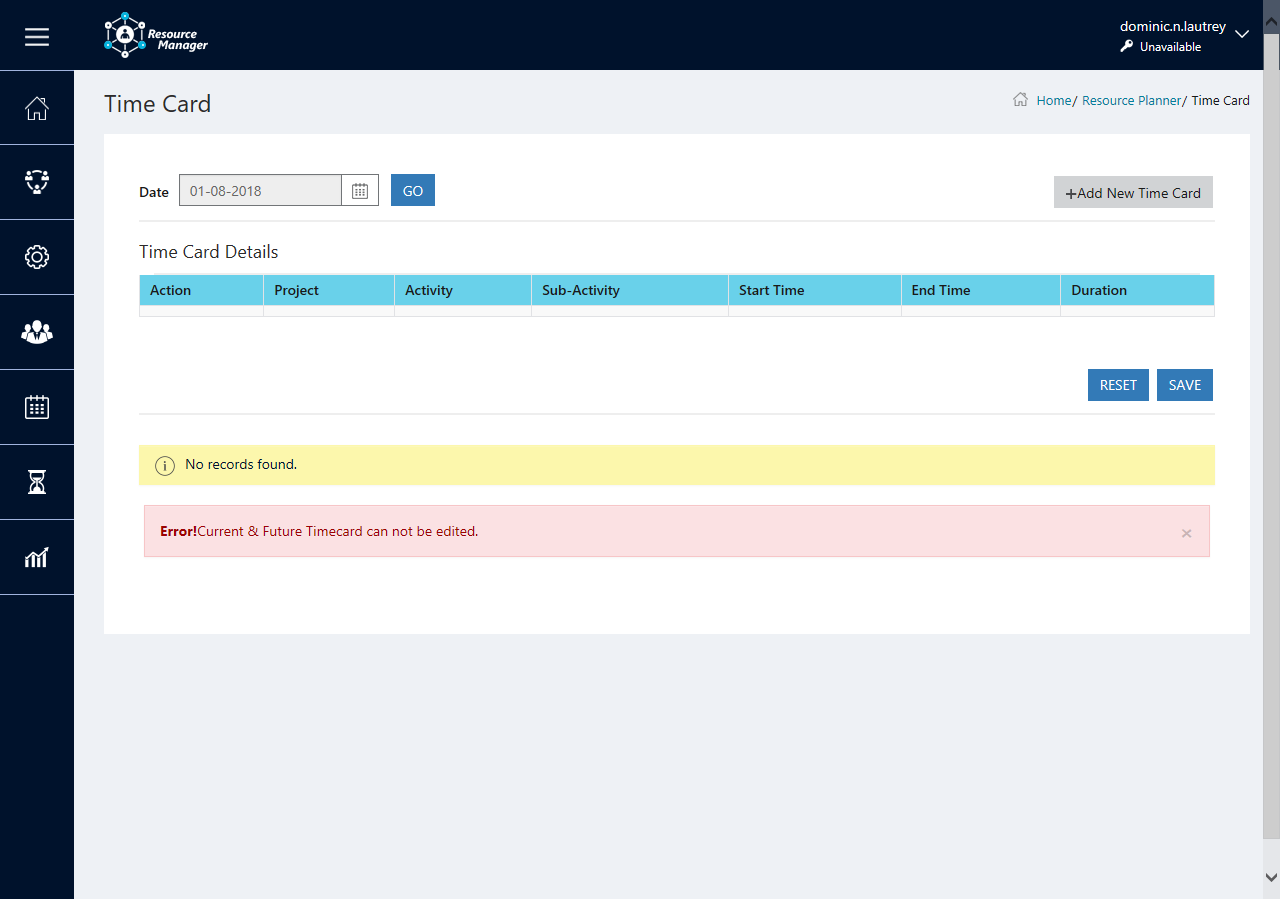 Resource
Manager
dominic.n.lautrey
Unavailable
Time Card
Home/ Resource Planner/ Time Card
Date 01-08-2018 GO
+Add New Time Card
Time Card Details
Action Project Activity Sub-Activity Start Time End Time Duration
RESET SAVE
No records found.
Error!Current & Future Timecard can not be edited. ×